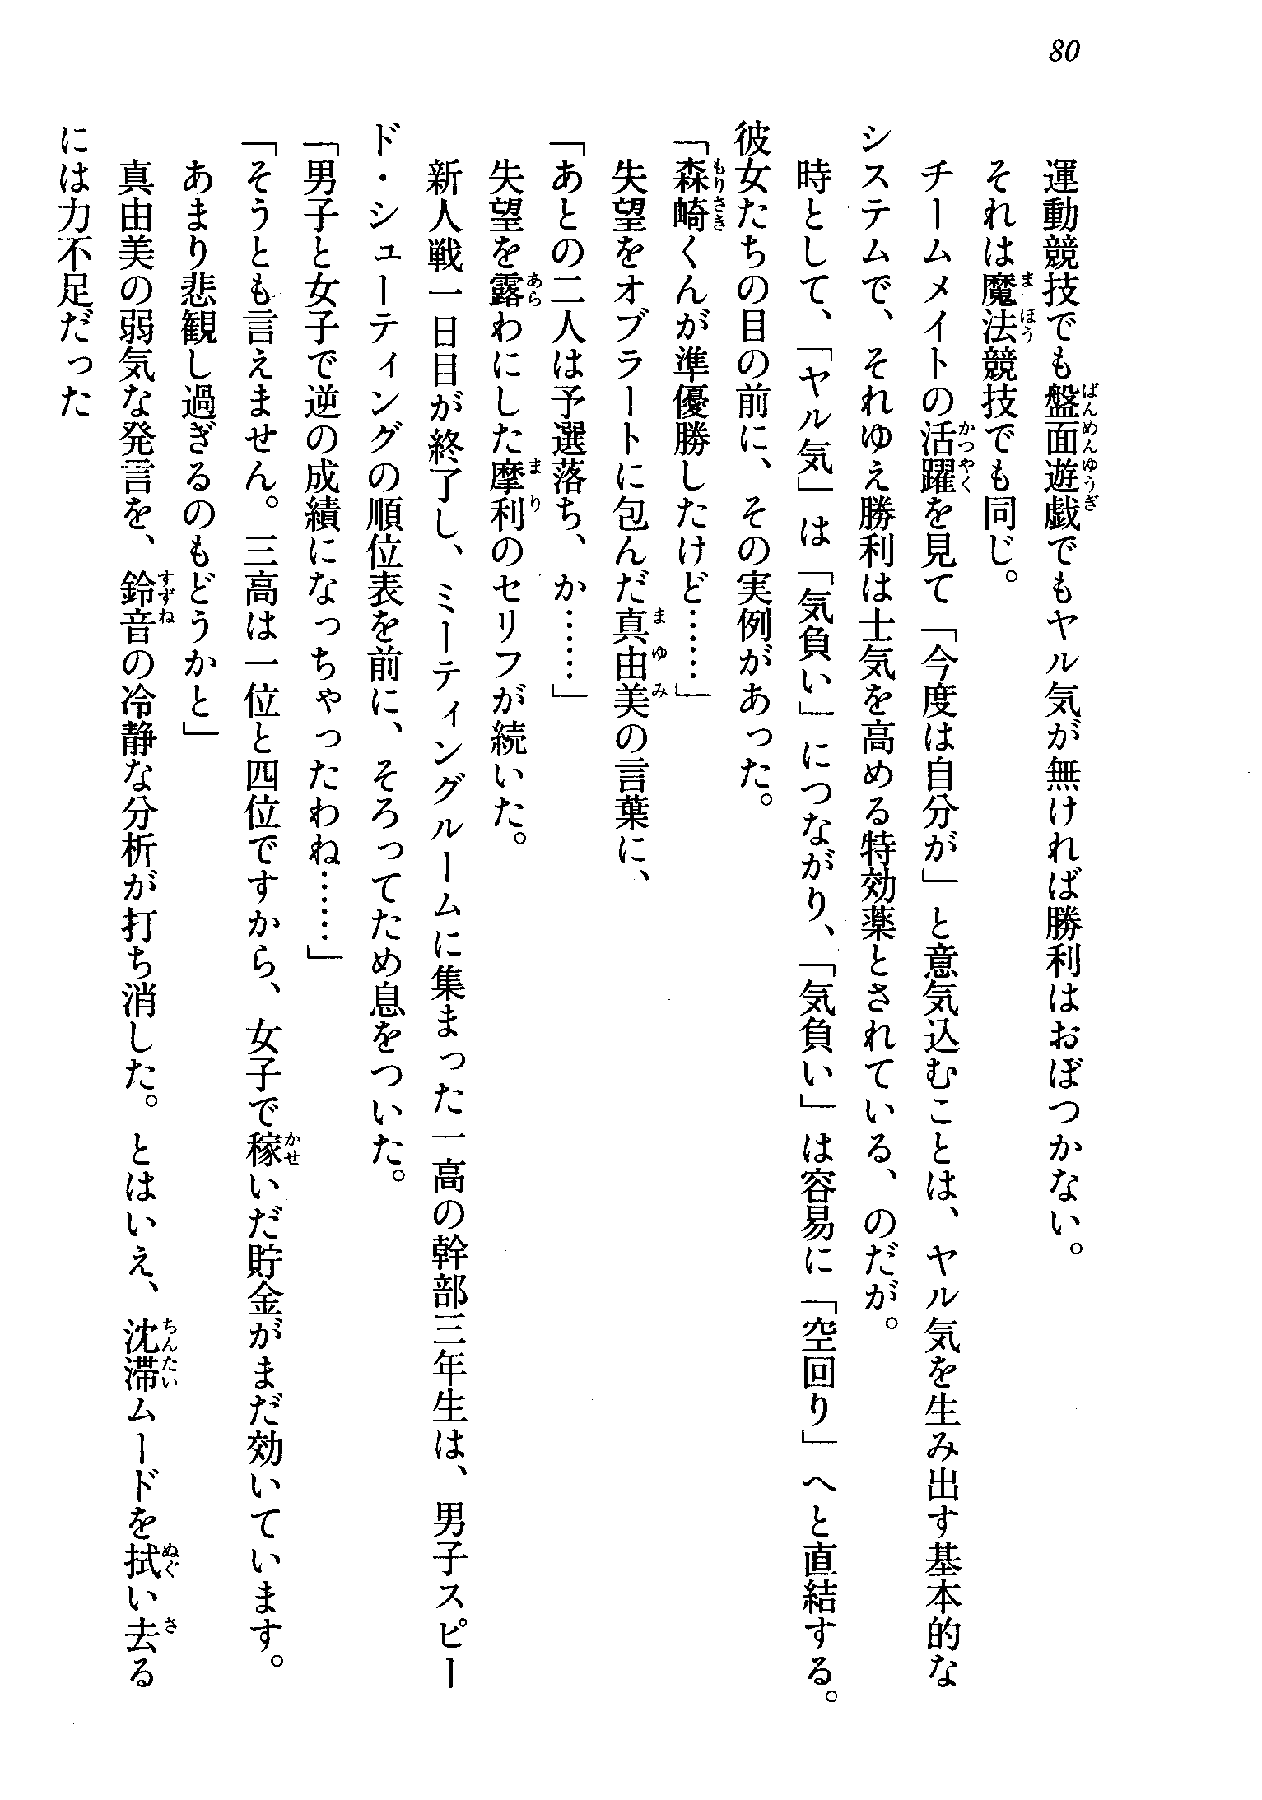 80
運動競技でも盤面遊戯でもヤル気が無ければ勝利はおぼつかない。
それは魔法競技でも同じ。
チームメイトの活躍を見て「今度は自分が」と意気込むことは、ヤル気を生み出す基本的な
システムで、それゆえ勝利は士気を高める特効薬とされている、のだが。
時として、「ヤル気」は「気負い」につながり、「気負い」は容易に「空回り」へと直結する。
彼女たちの目の前に、その実例があった。
「森崎くんが準優勝したけど……」
失望をオブラートに包んだ真由美の言葉に、
「あとの二人は予選落ち、か……」
失望を露わにした摩利のセリフが続いた。
新人戦一日目が終了し、ミーティングルームに集まった一高の幹部三年生は、男子スピー
ド・シューティングの順位表を前に、そろってため息をついた。
「男子と女子で逆の成績になっちゃったわね……」
「そうとも言えません。三高は一位と四位ですから、女子で稼いだ貯金がまだ効いています。
あまり悲観し過ぎるのもどうかと」
真由美の弱気な発言を、鈴音の冷静な分析が打ち消した。とはいえ、沈滞ムードを拭い去る
には力不足だった